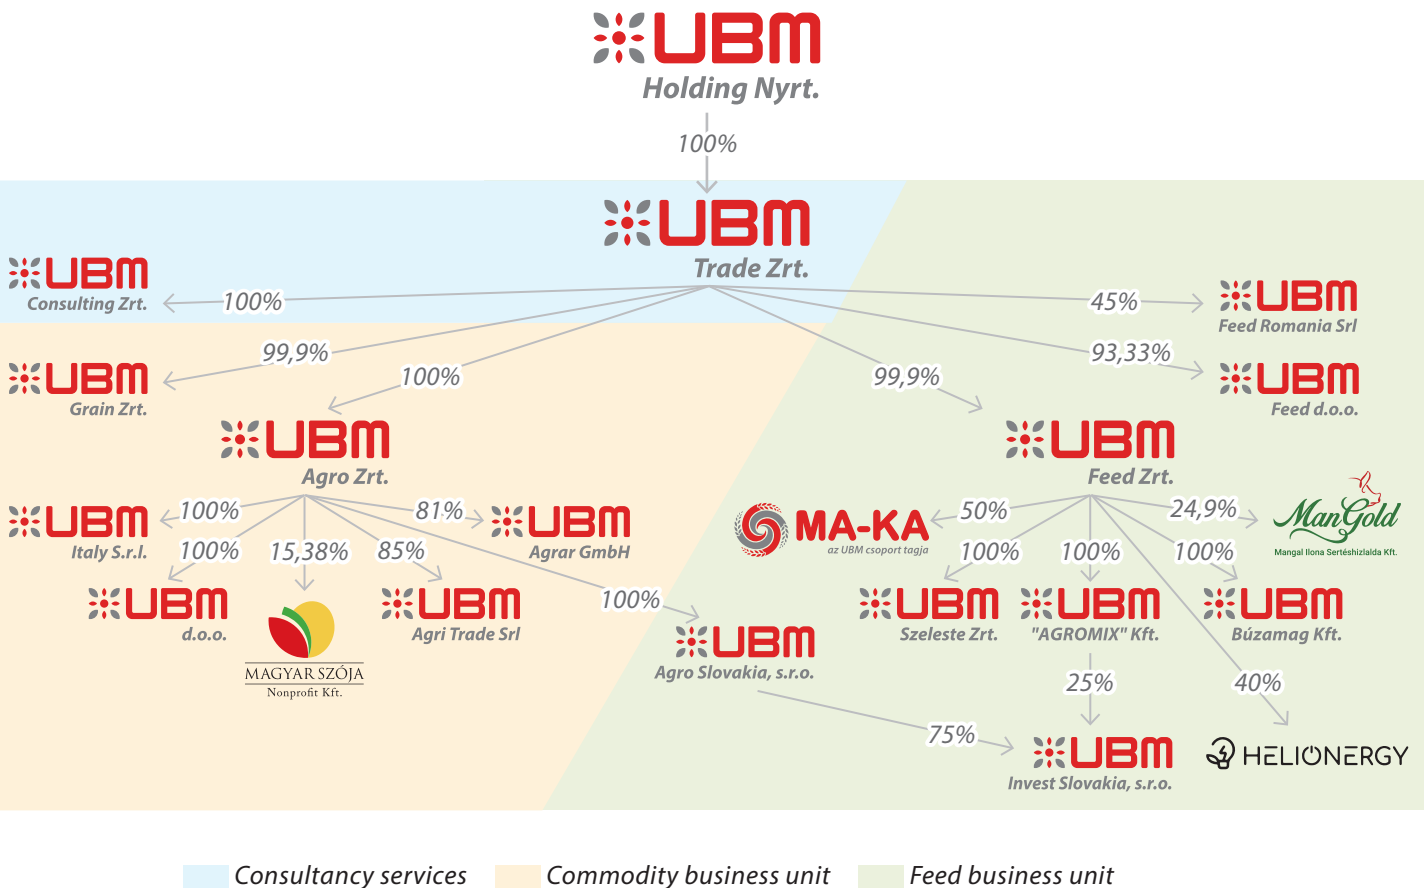 UBM
Holding Nyrt.
100%
UBM
Trade Zrt.
UBM
Consulting Zrt.
100%
45%
UBM
Feed Romania Srl
99,9%
93,33%
UBM
Grain Zrt.
100%
99,9%
UBM
Feed d.o.o.
UBM
Agro Zrt.
UBM
Feed Zrt.
UBM
Italy S.r.l.
100%
81%
UBM
Agrar GmbH
MA-KA
az UBM csoport tagja
50%
24,9%
ManGold
Mangal Ilona Sertéshizlalda Kft.
100%
15,38%
85%
100%
100%
100%
UBM
d.o.o.
MAGYAR SZÓJA
Nonprofit Kft.
UBM
Agri Trade Srl
100%
UBM
Agro Slovakia, s.r.o.
UBM
Szeleste Zrt.
UBM
"AGROMIX" Kft.
UBM
Búzamag Kft.
25%
40%
75%
UBM
Invest Slovakia, s.r.o.
HELIONERGY
Consultancy services
Commodity business unit
Feed business unit